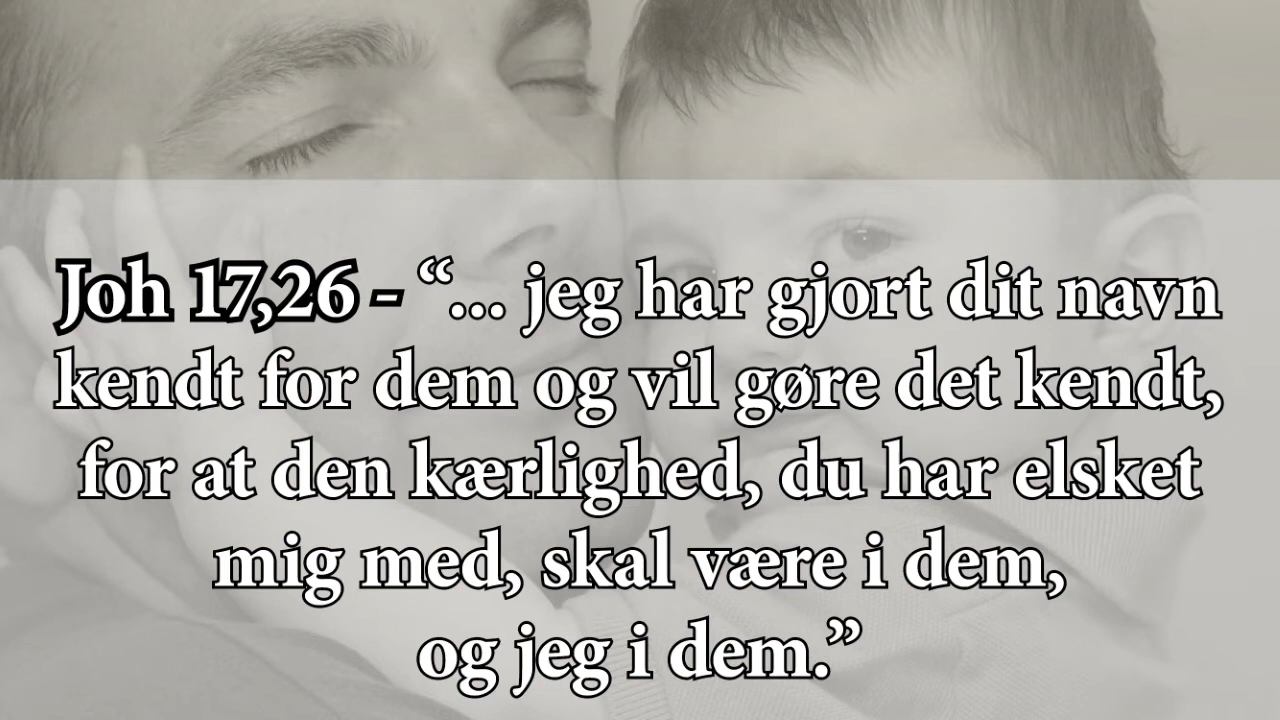 Joh 17,26 - “... jeg har gjort dit navn
kendt for dem og vil gøre det kendt,
for at den kærlighed, du har elsket
mig med, skal være i dem,
og jeg i dem.”